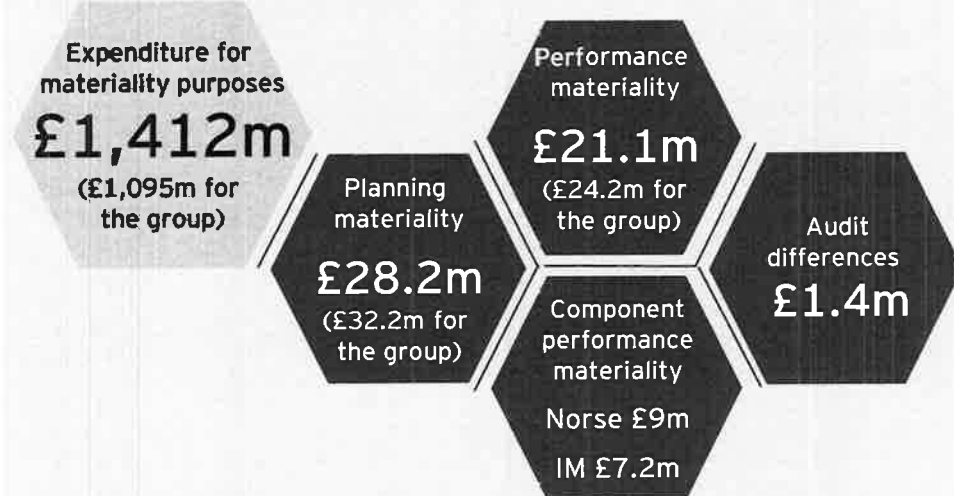 Expenditure for
materiality purposes
£1,412m
(£1,095m for
the group)
Planning
materiality
£28.2m
(£32.2m for
the group)
Performance
materiality
£21.1m
(£24.2m for
the group)
Component
performance
materiality
Norse £9m
IM £7.2m
Audit
differences
£1.4m